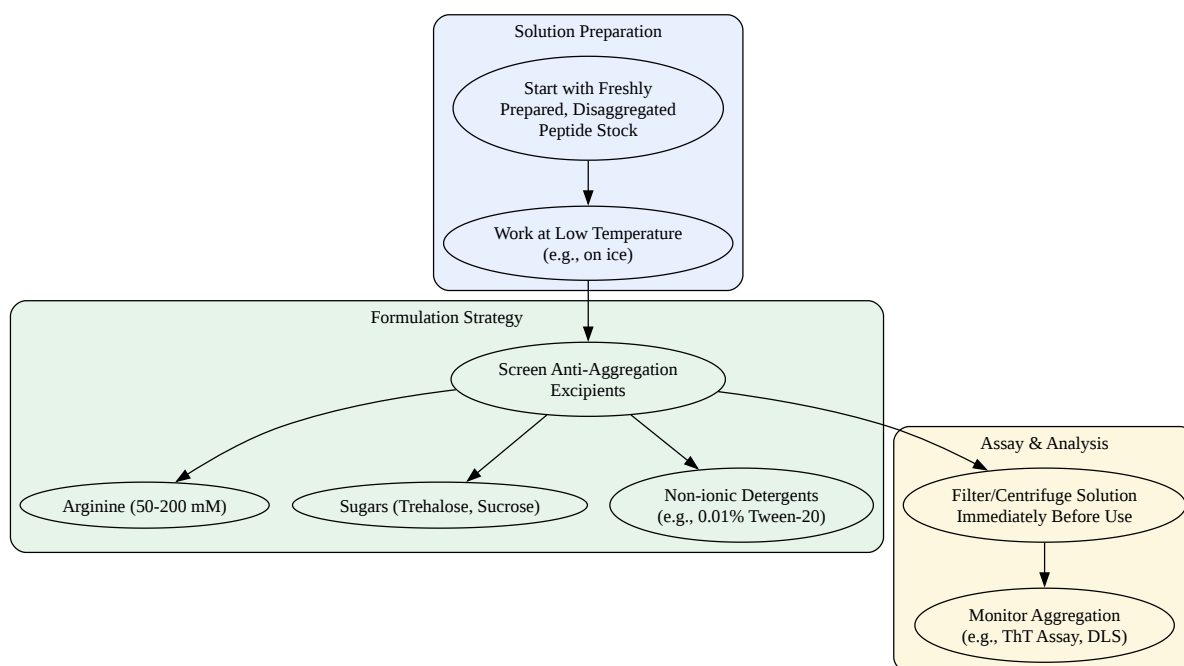 Solution Preparation
Start with Freshly
Prepared, Disaggregated
Peptide Stock
Work at Low Temperature
(e.g., on ice)
Formulation Strategy
Screen Anti-Aggregation
Excipients
Arginine (50-200 mM)
Sugars (Trehalose, Sucrose)
Non-ionic Detergents
(e.g., 0.01% Tween-20)
Assay & Analysis
Filter/Centrifuge Solution
Immediately Before Use
Monitor Aggregation
(e.g., ThT Assay, DLS)